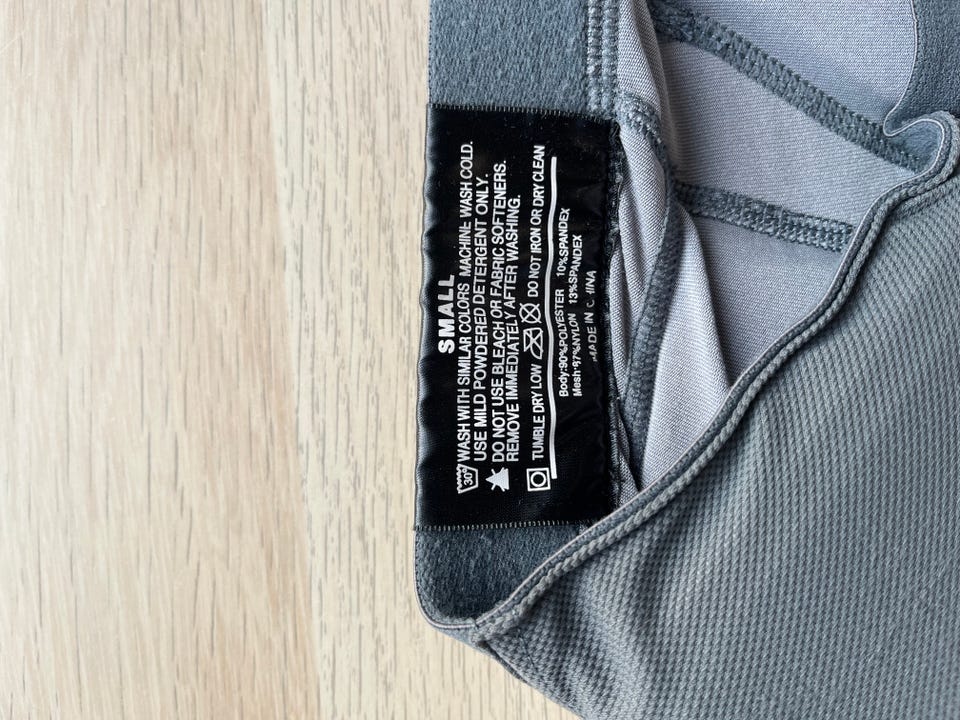 SMALL
30° WASH WITH SIMILAR COLORS MACHINE WASH COLD.
USE MILD POWDERED DETERGENT ONLY.
DO NOT USE BLEACH OR FABRIC SOFTENERS.
REMOVE IMMEDIATELY AFTER WASHING.
TUMBLE DRY LOW DO NOT IRON OR DRY CLEAN
Body:90%POLYESTER 10%SPANDEX
Mesh:87%NYLON 13%SPANDEX
MADE IN CHINA